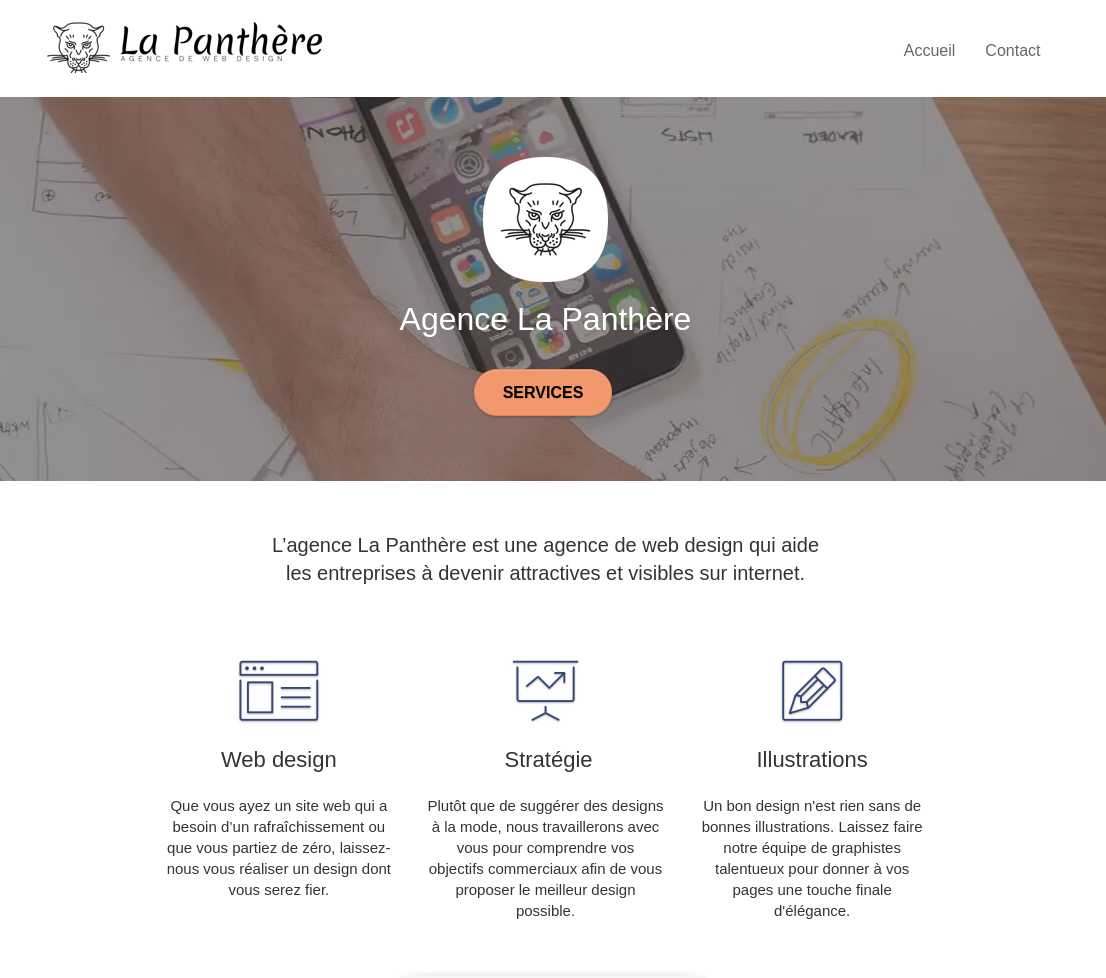 La Panthère
AGENCE DE WEB DESIGN
Accueil
Contact
LISTS
HEADER
Agence La Panthère
SERVICES
L’agence La Panthère est une agence de web design qui aide
les entreprises à devenir attractives et visibles sur internet.
Web design
Que vous ayez un site web qui a
besoin d’un rafraîchissement ou
que vous partiez de zéro, laissez-
nous vous réaliser un design dont
vous serez fier.
Stratégie
Plutôt que de suggérer des designs
à la mode, nous travaillerons avec
vous pour comprendre vos
objectifs commerciaux afin de vous
proposer le meilleur design
possible.
Illustrations
Un bon design n'est rien sans de
bonnes illustrations. Laissez faire
notre équipe de graphistes
talentueux pour donner à vos
pages une touche finale
d'élégance.